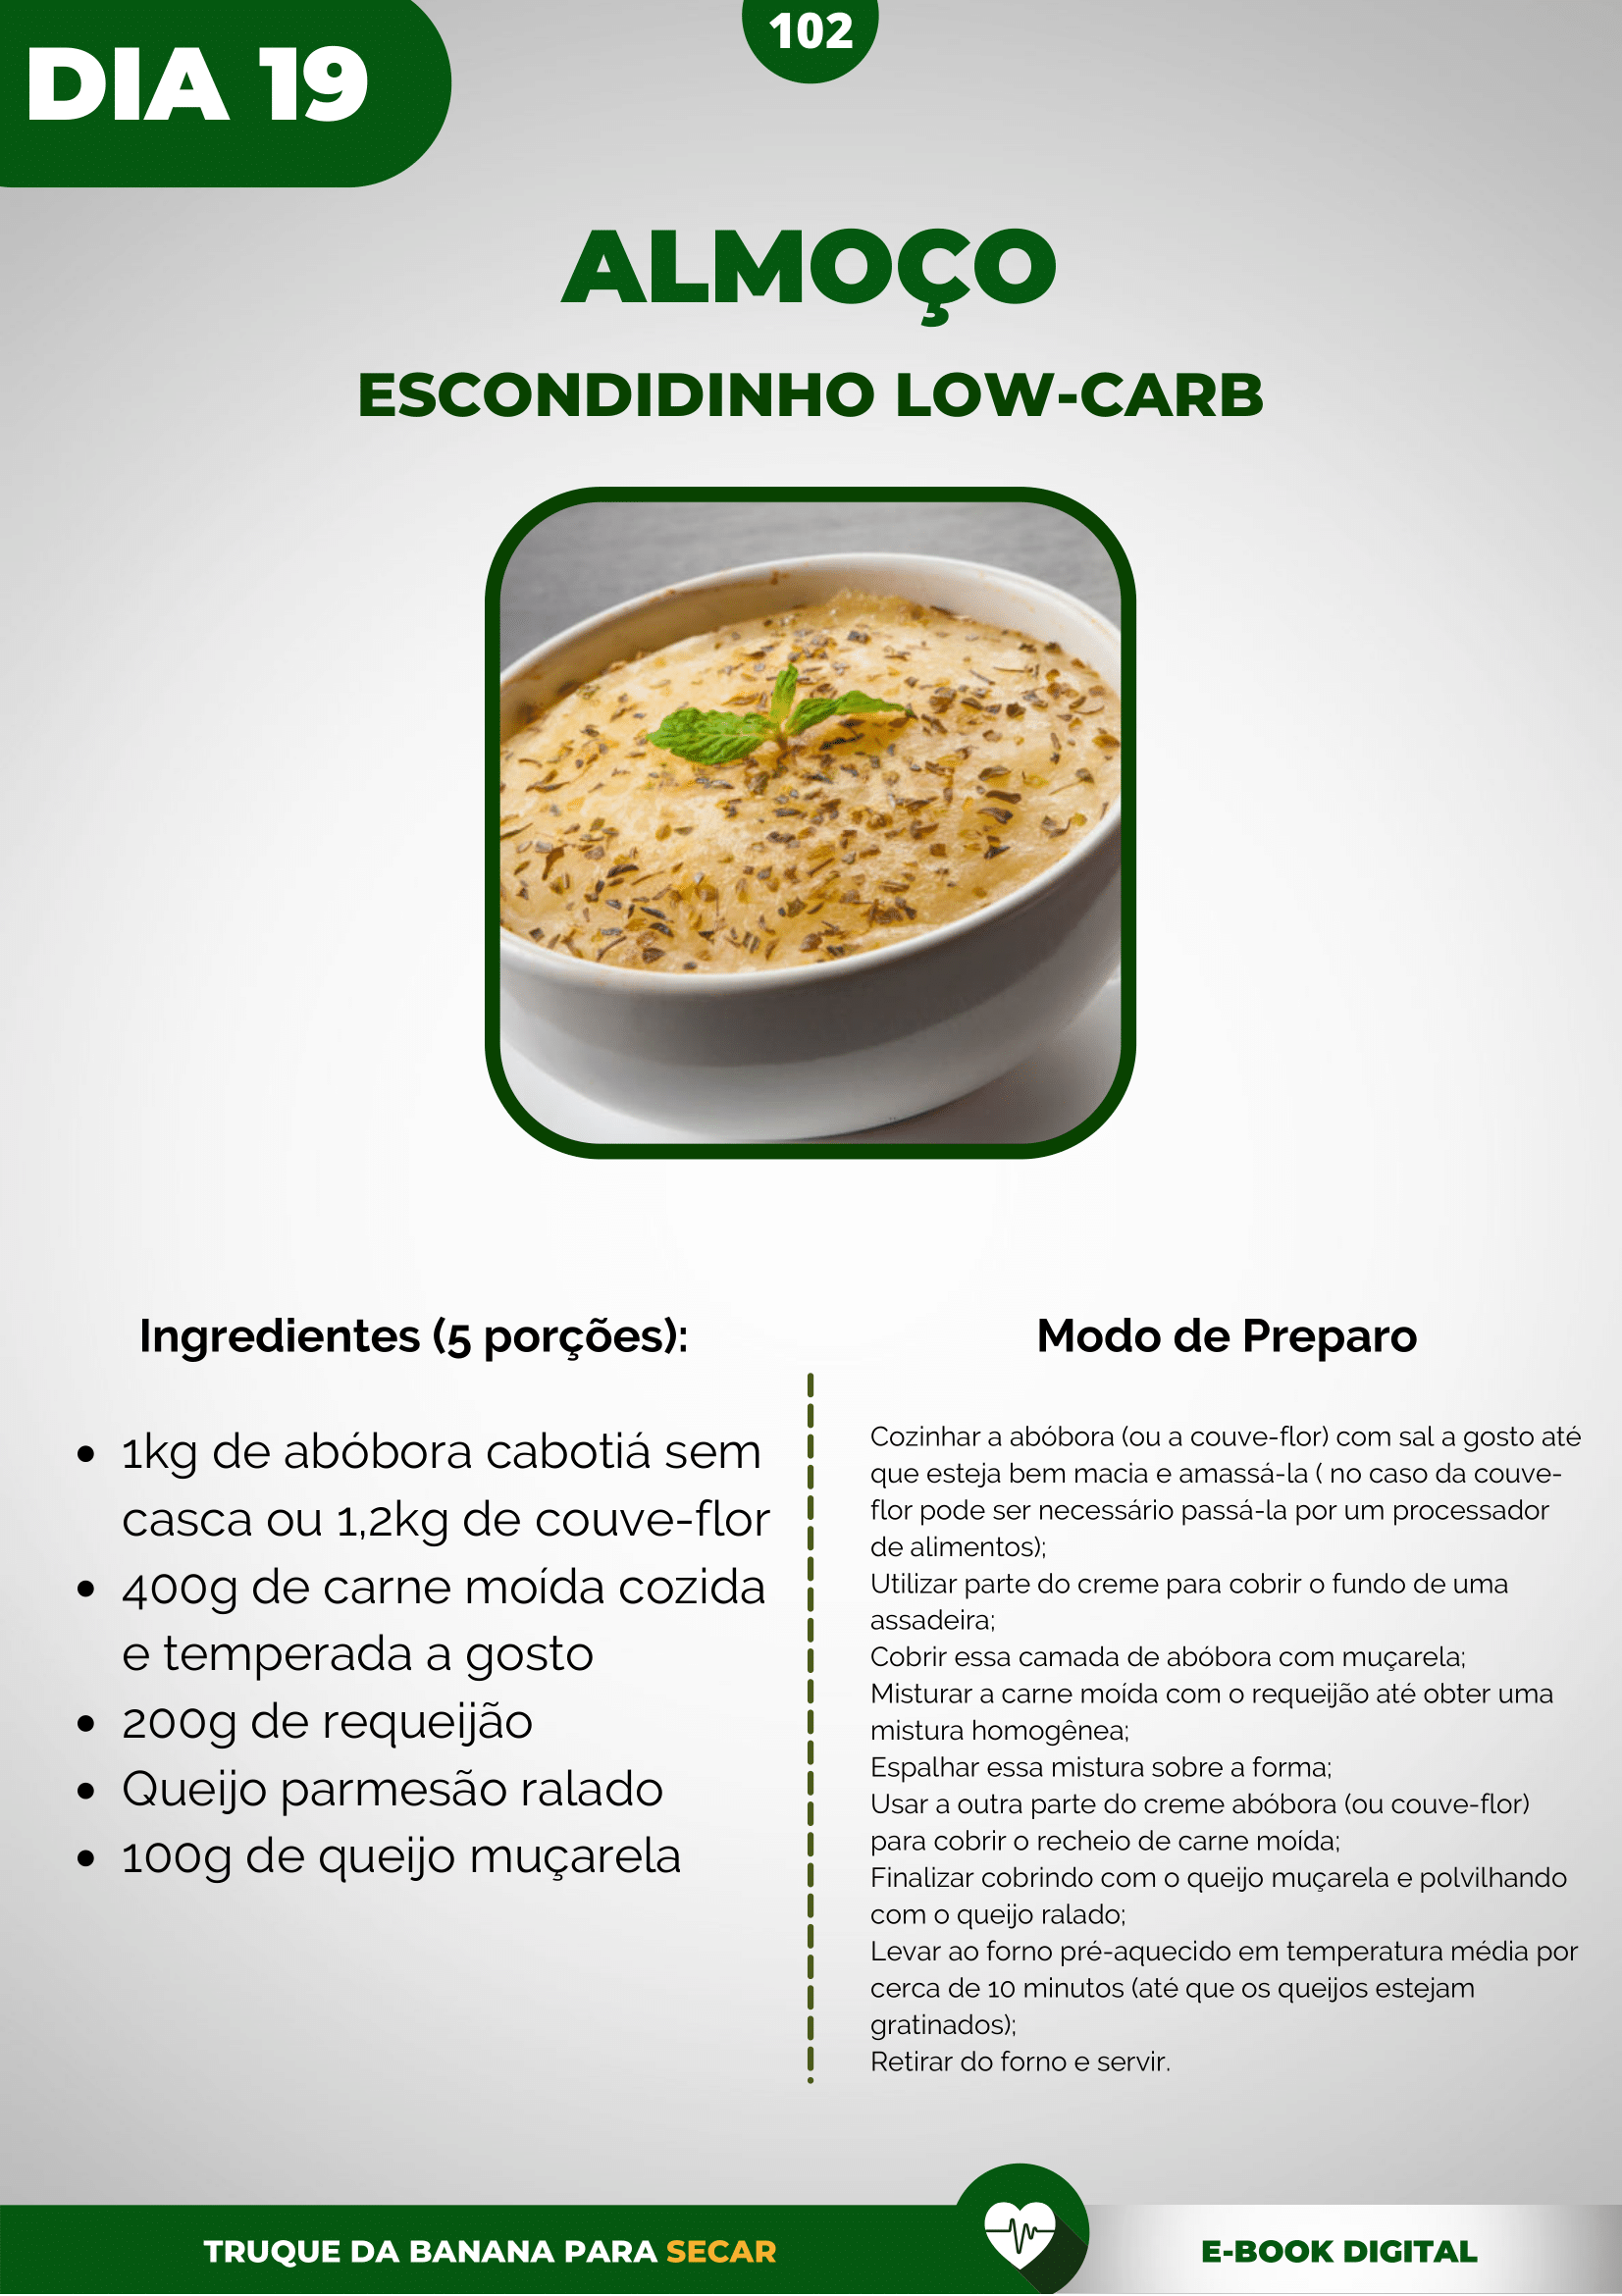 DIA 19
102
ALMOÇO
ESCONDIDINHO LOW-CARB
Ingredientes (5 porções):
• 1kg de abóbora cabotiá sem
casca ou 1,2kg de couve-flor
• 400g de carne moída cozida
e temperada a gosto
• 200g de requeijão
• Queijo parmesão ralado
• 100g de queijo muçarela
Modo de Preparo
Cozinhar a abóbora (ou a couve-flor) com sal a gosto até
que esteja bem macia e amassá-la ( no caso da couve-
flor pode ser necessário passá-la por um processador
de alimentos);
Utilizar parte do creme para cobrir o fundo de uma
assadeira;
Cobrir essa camada de abóbora com muçarela;
Misturar a carne moída com o requeijão até obter uma
mistura homogênea;
Espalhar essa mistura sobre a forma;
Usar a outra parte do creme abóbora (ou couve-flor)
para cobrir o recheio de carne moída;
Finalizar cobrindo com o queijo muçarela e polvilhando
com o queijo ralado;
Levar ao forno pré-aquecido em temperatura média por
cerca de 10 minutos (até que os queijos estejam
gratinados);
Retirar do forno e servir.
TRUQUE DA BANANA PARA SECAR
E-BOOK DIGITAL